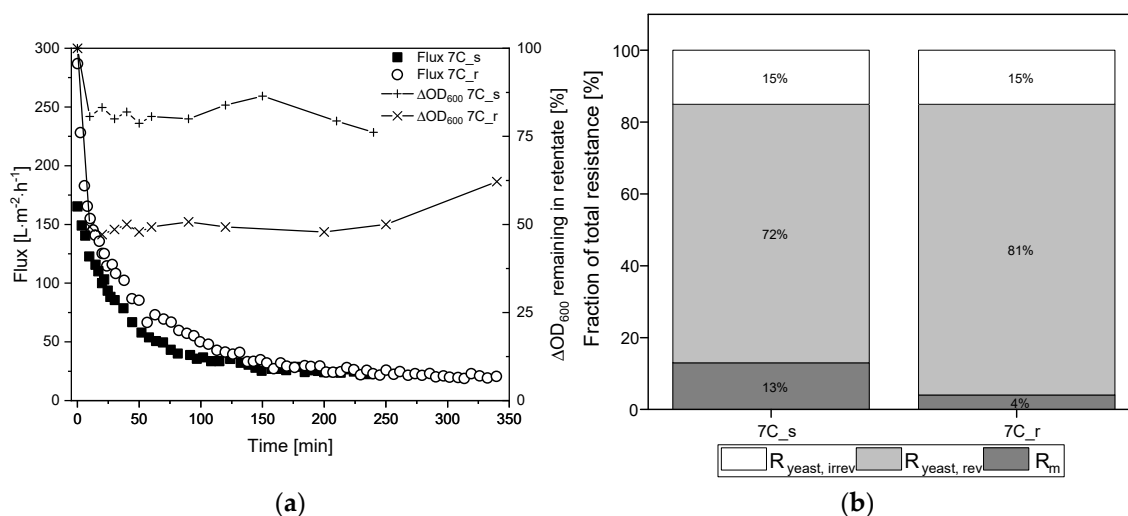 Flux 7C_s
Flux 7C_r
ΔOD600 7C_s
ΔOD600 7C_r
300
250
200
150
100
50
0
Flux [L·m-2·h-1]
100
75
50
25
0
ΔOD600 remaining in retentate [%]
0 50 100 150 200 250 300 350
Time [min]
(a)
100
80
60
40
20
0
Fraction of total resistance [%]
15% 15%
72% 81%
13% 4%
7C_s 7C_r
R yeast, irrev R yeast, rev Rm
(b)